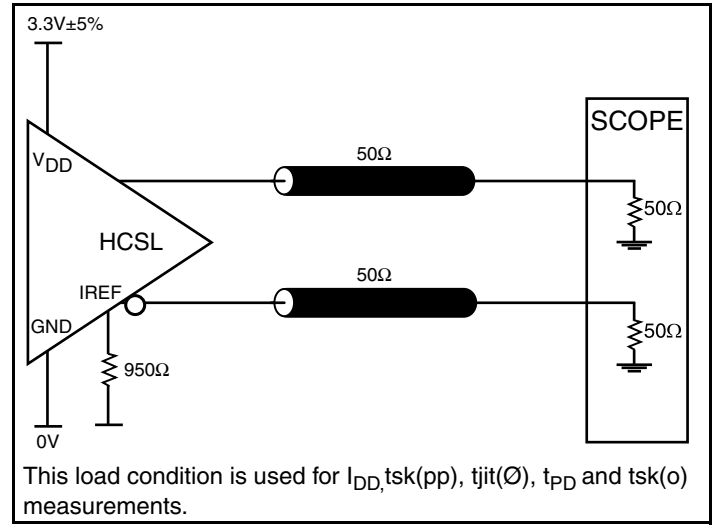 3.3V±5%
SCOPE
VDD
50Ω
50Ω
HCSL
IREF
50Ω
GND
50Ω
950Ω
0V
This load condition is used for IDD,tsk(pp), tjit(Ø), tPD and tsk(o)
measurements.